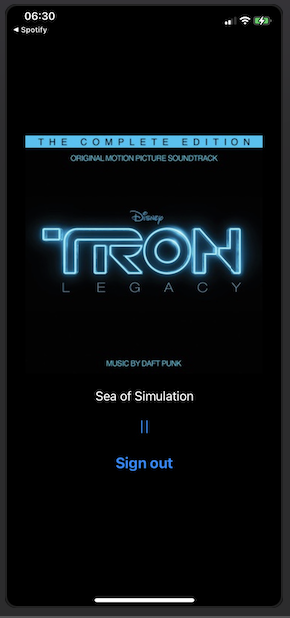 06:30
◀ Spotify
THE COMPLETE EDITION
ORIGINAL MOTION PICTURE SOUNDTRACK
Disney
TRON
LEGACY
MUSIC BY DAFT PUNK
Sea of Simulation
Sign out